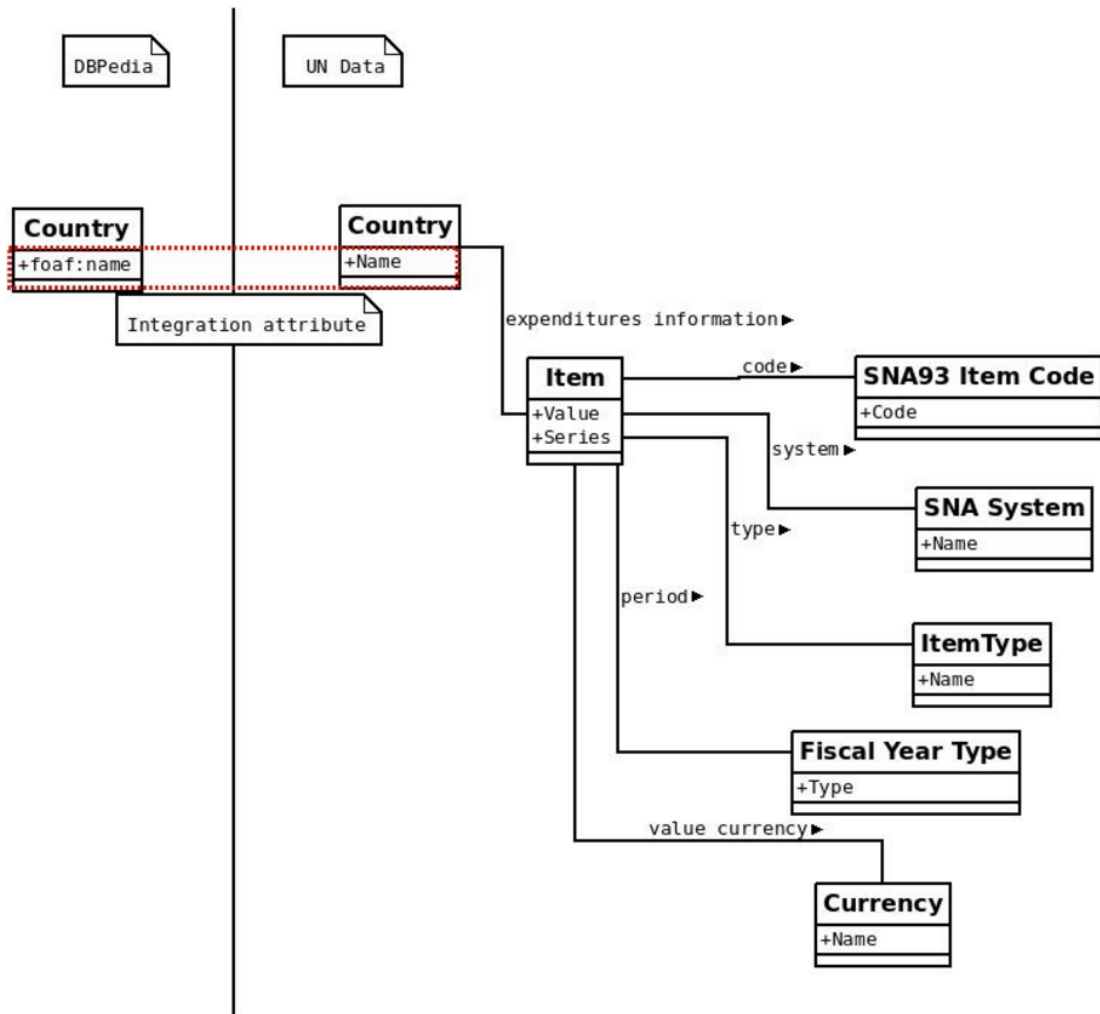 DBPedia
UN Data
Country
+foaf:name
Country
+Name
Integration attribute
expenditures information
Item
+Value
+Series
code
SNA93 Item Code
+Code
system
SNA System
+Name
type
period
ItemType
+Name
Fiscal Year Type
+Type
value currency
Currency
+Name